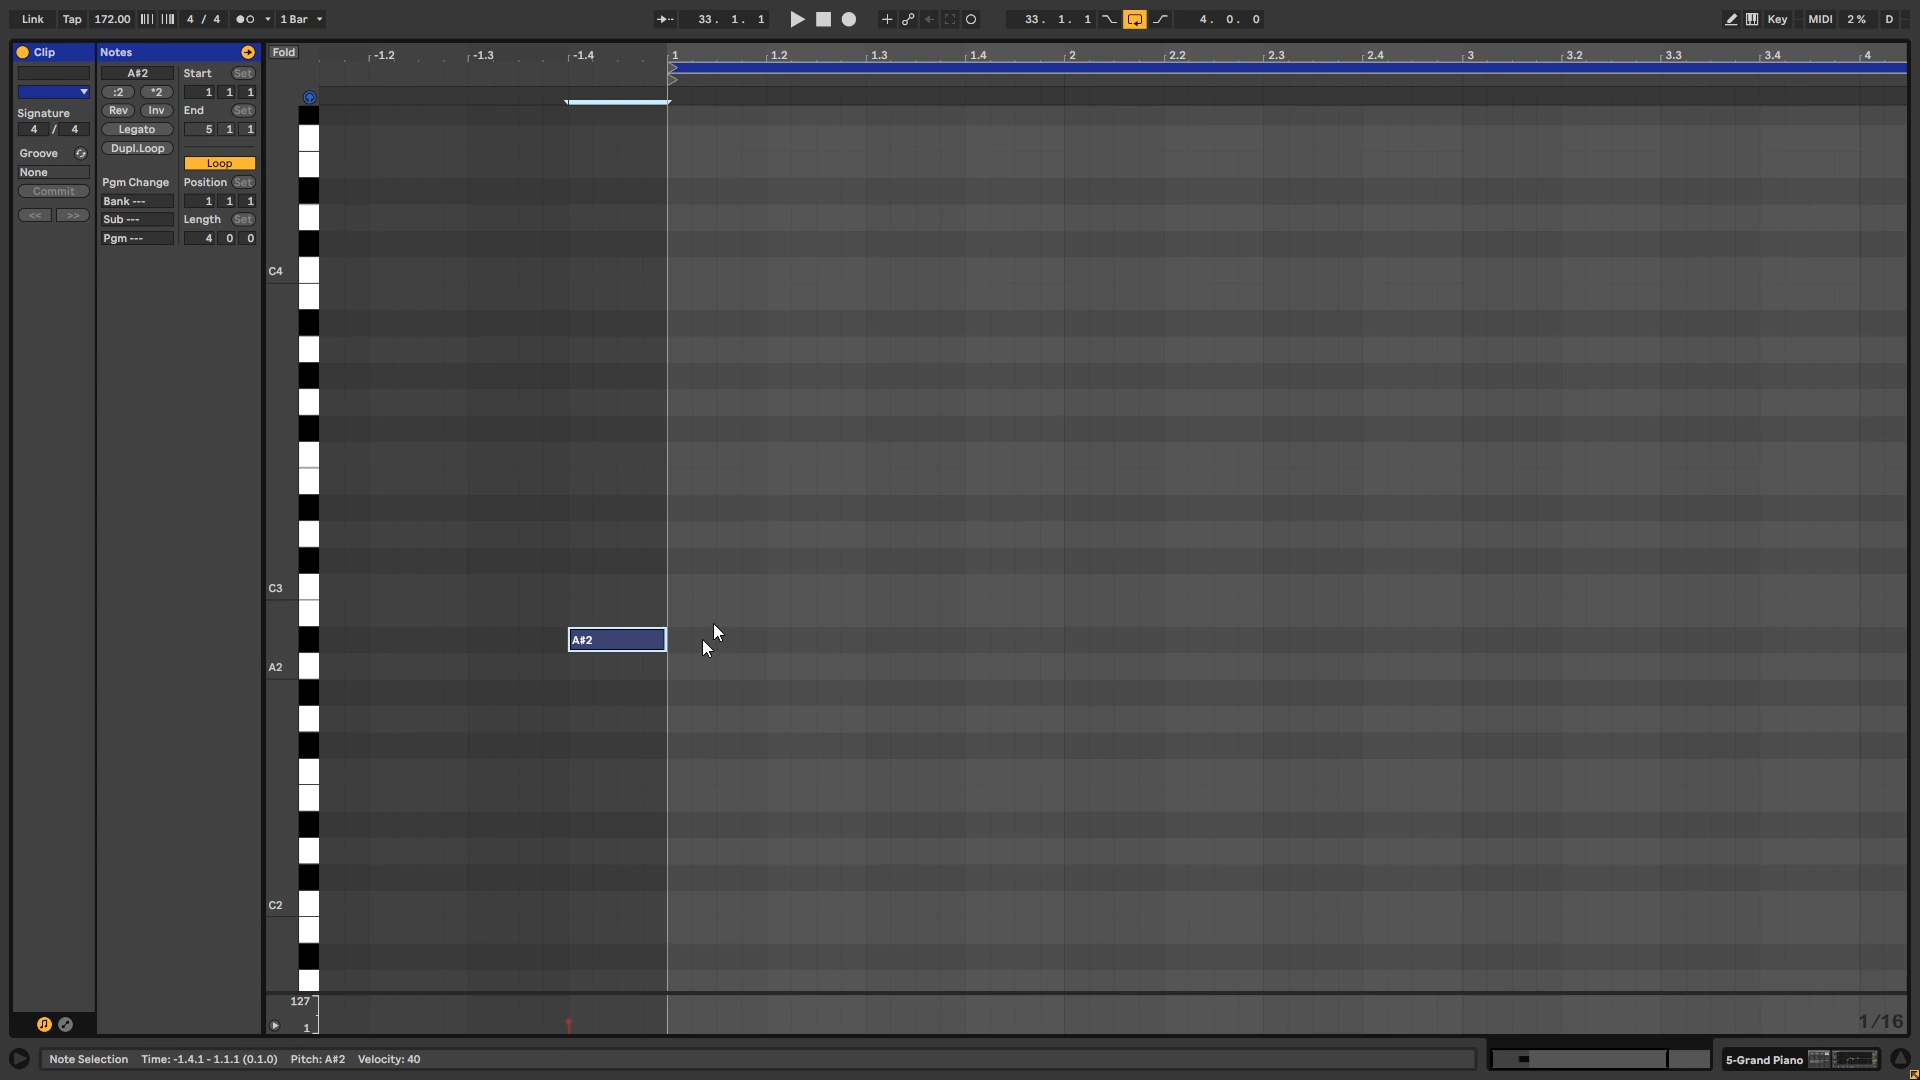 Link Tap 172.00 4 / 4 1 Bar 33. 1. 1 33. 1. 1 4. 0. 0 Key MIDI 2% D
Clip Notes Fold -1.2 -1.3 -1.4 1 1.2 1.3 1.4 2 2.2 2.3 2.4 3 3.2 3.3 3.4 4
A#2 Start Set
:2 *2 1 1 1
Rev Inv End Set
Signature
4 / 4 Legato 5 1 1
Dupl.Loop
Groove
Loop
None
Pgm Change Position Set
Commit
Bank --- 1 1 1
<< >>
Sub --- Length Set
Pgm --- 4 0 0
C4
C3
A#2
A2
C2
127
1
1/16
Note Selection Time: -1.4.1 - 1.1.1 (0.1.0) Pitch: A#2 Velocity: 40 5-Grand Piano